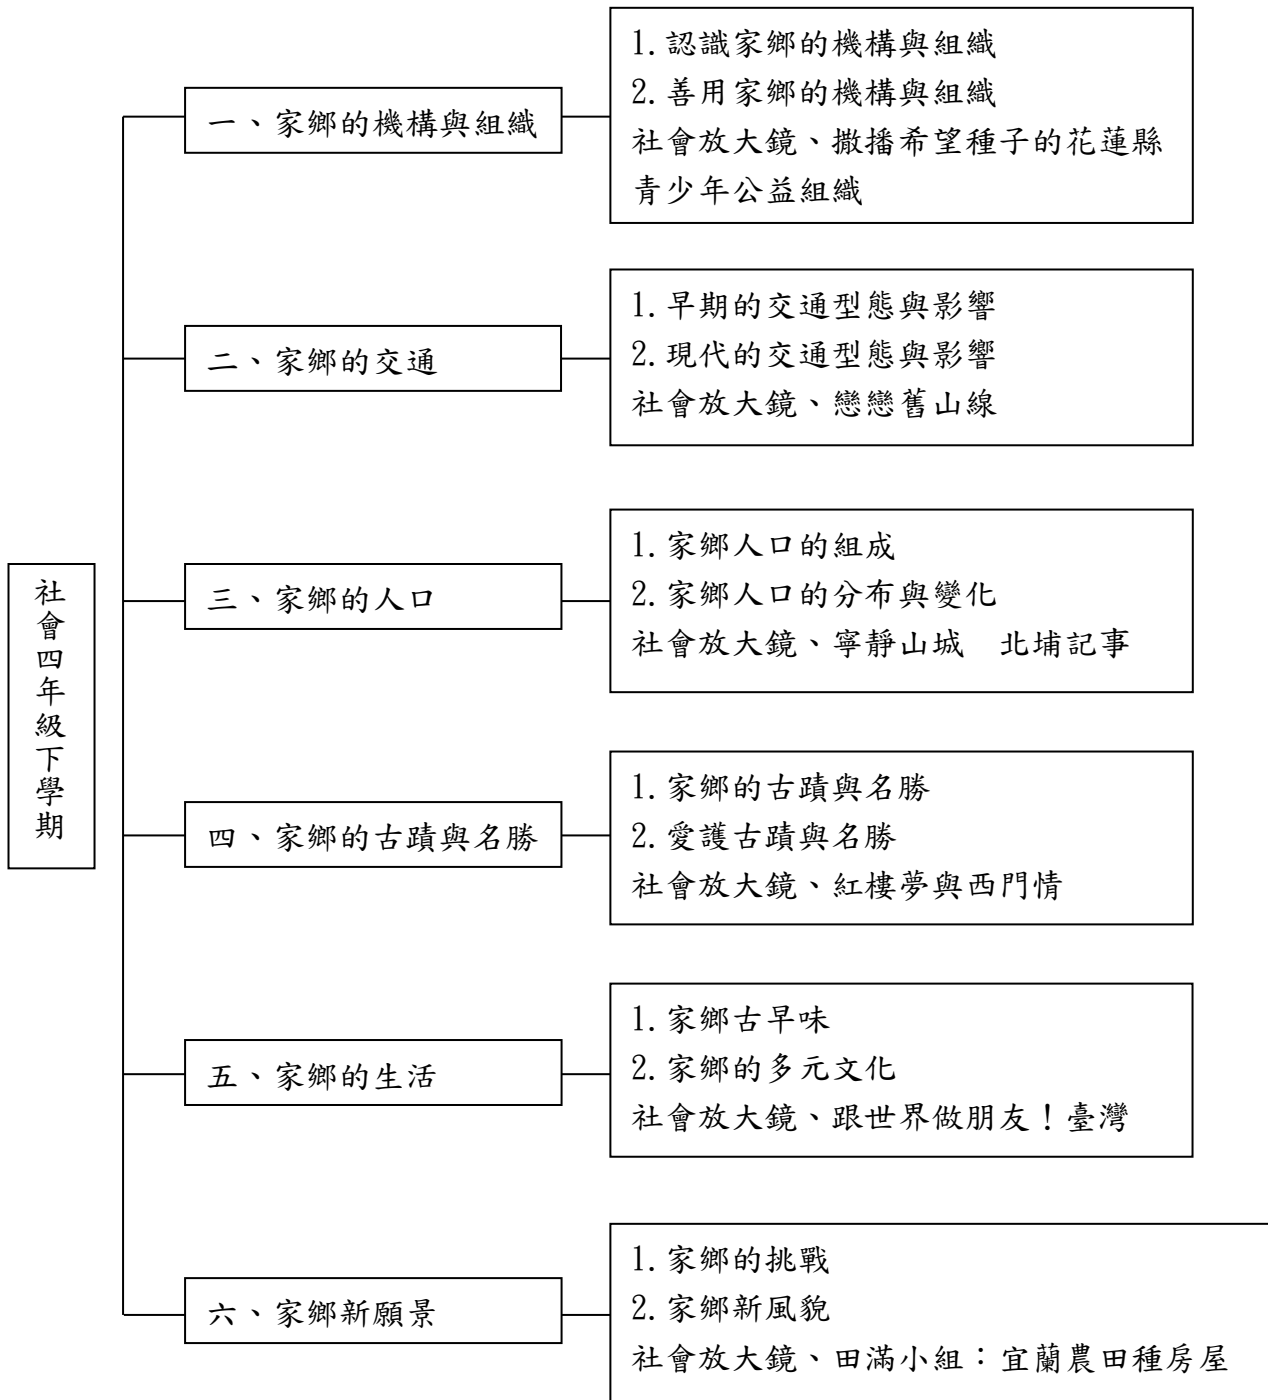 社會四年級下學期
一、家鄉的機構與組織
1.認識家鄉的機構與組織
2.善用家鄉的機構與組織
社會放大鏡、撒播希望種子的花蓮縣
青少年公益組織
二、家鄉的交通
1.早期的交通型態與影響
2.現代的交通型態與影響
社會放大鏡、戀戀舊山線
三、家鄉的人口
1.家鄉人口的組成
2.家鄉人口的分布與變化
社會放大鏡、寧靜山城　北埔記事
四、家鄉的古蹟與名勝
1.家鄉的古蹟與名勝
2.愛護古蹟與名勝
社會放大鏡、紅樓夢與西門情
五、家鄉的生活
1.家鄉古早味
2.家鄉的多元文化
社會放大鏡、跟世界做朋友！臺灣
六、家鄉新願景
1.家鄉的挑戰
2.家鄉新風貌
社會放大鏡、田滿小組：宜蘭農田種房屋